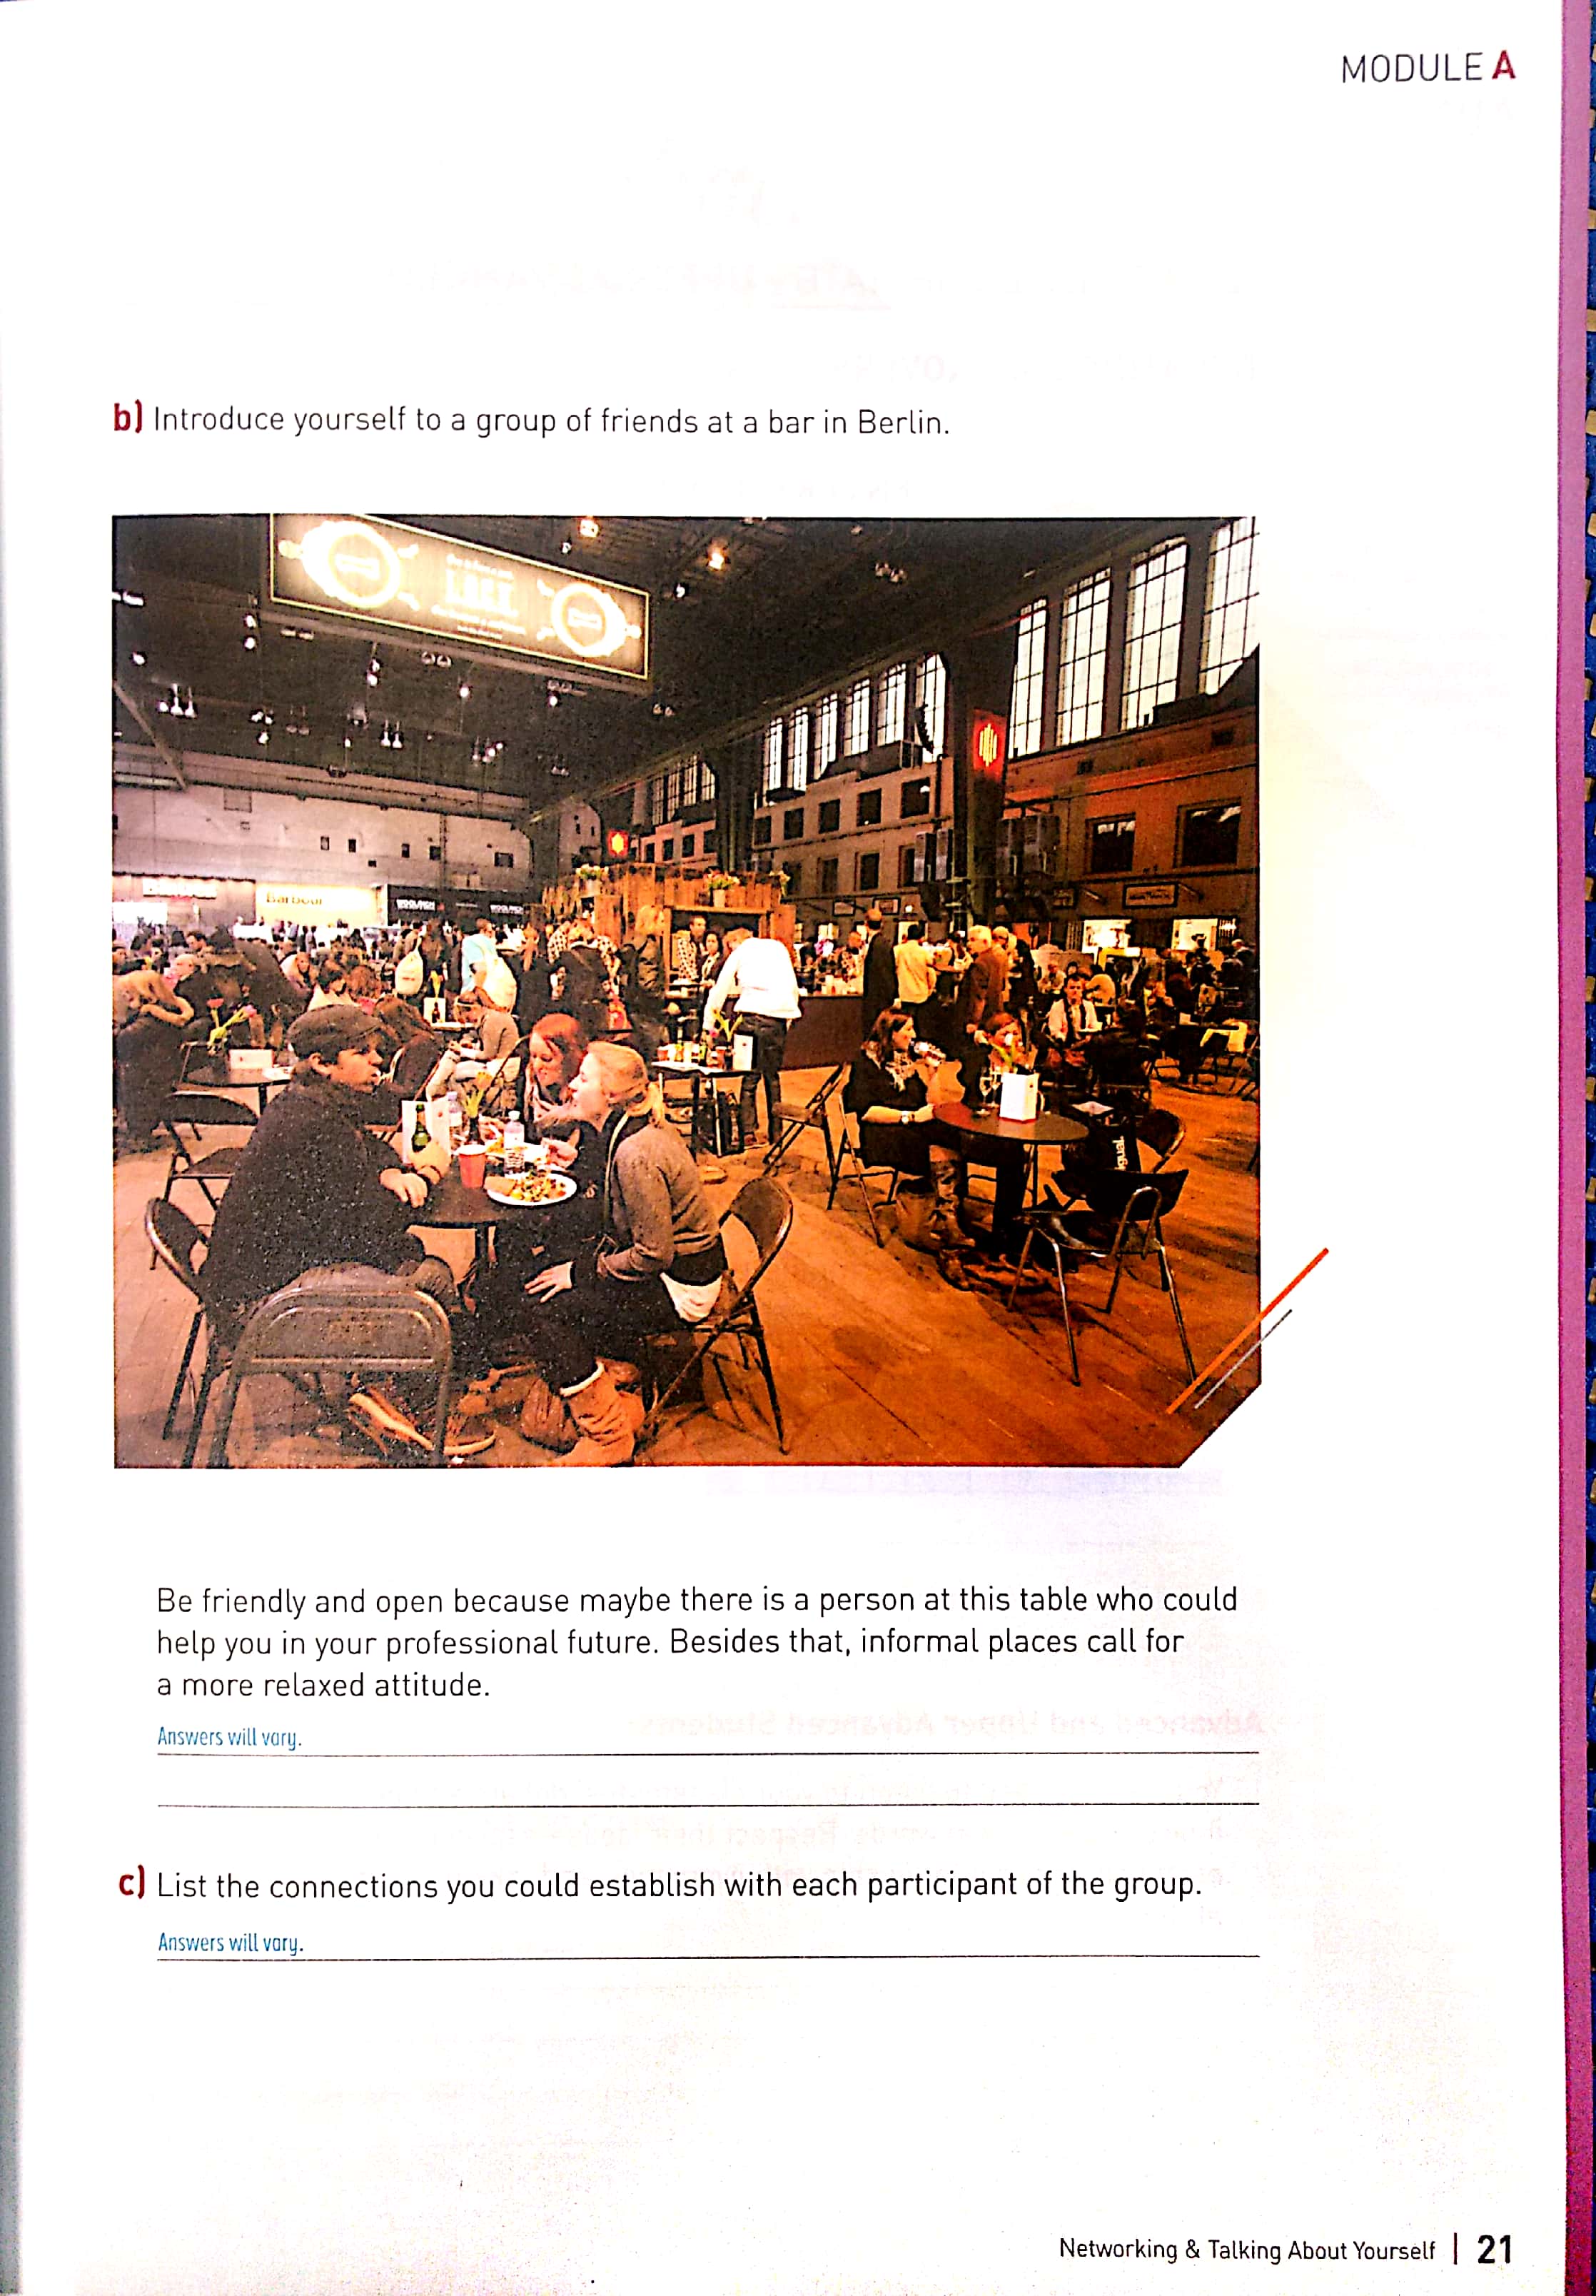 MODULE A
b) Introduce yourself to a group of friends at a bar in Berlin.
Barbour
WOOLRICH
Be friendly and open because maybe there is a person at this table who could
help you in your professional future. Besides that, informal places call for
a more relaxed attitude.
Answers will vary.
c) List the connections you could establish with each participant of the group.
Answers will vary.
Networking & Talking About Yourself | 21